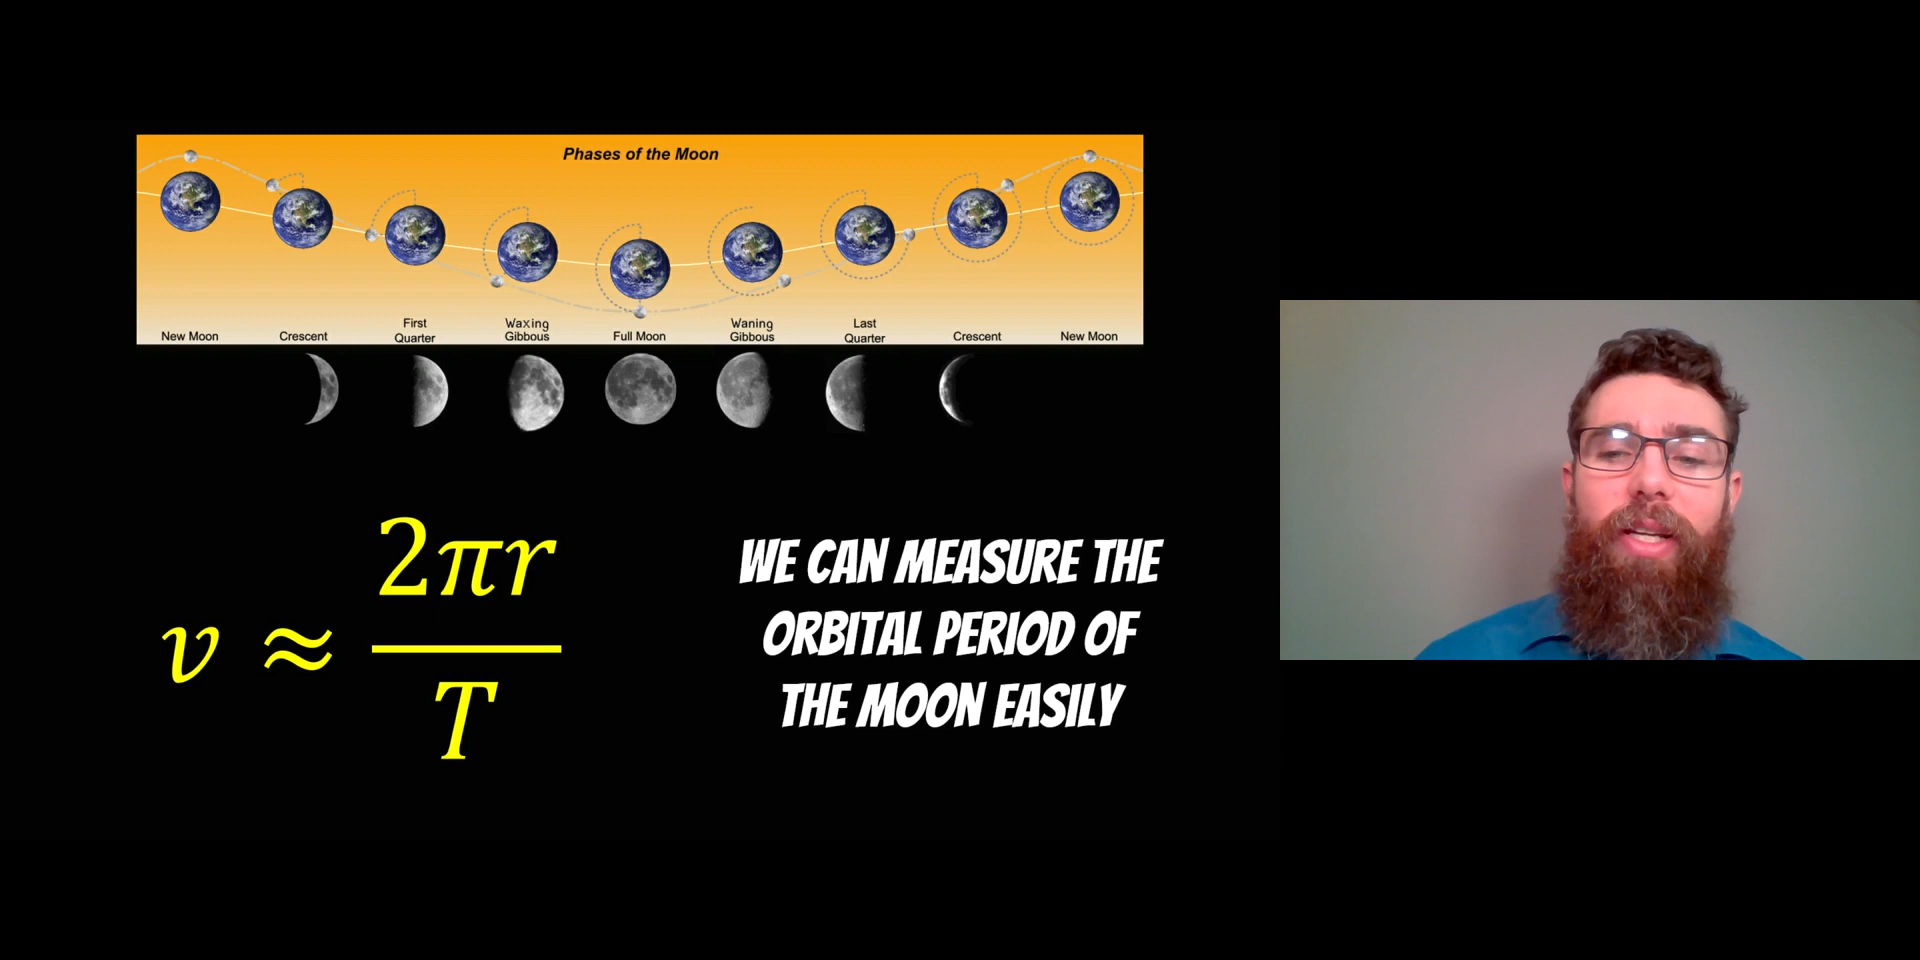 Phases of the Moon
New Moon
Crescent
First
Quarter
Waxing
Gibbous
Full Moon
Waning
Gibbous
Last
Quarter
Crescent
New Moon
v ≈ 2πr / T
WE CAN MEASURE THE
ORBITAL PERIOD OF
THE MOON EASILY